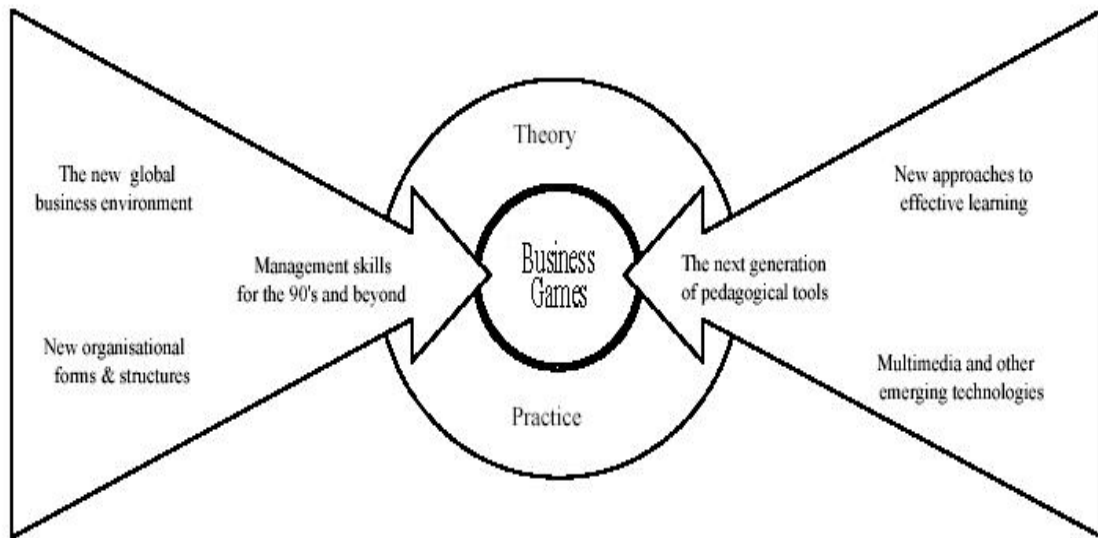 Theory
The new global
business environment
New approaches to
effective learning
Business
Games
Management skills
for the 90's and beyond
The next generation
of pedagogical tools
New organisational
forms & structures
Multimedia and other
emerging technologies
Practice